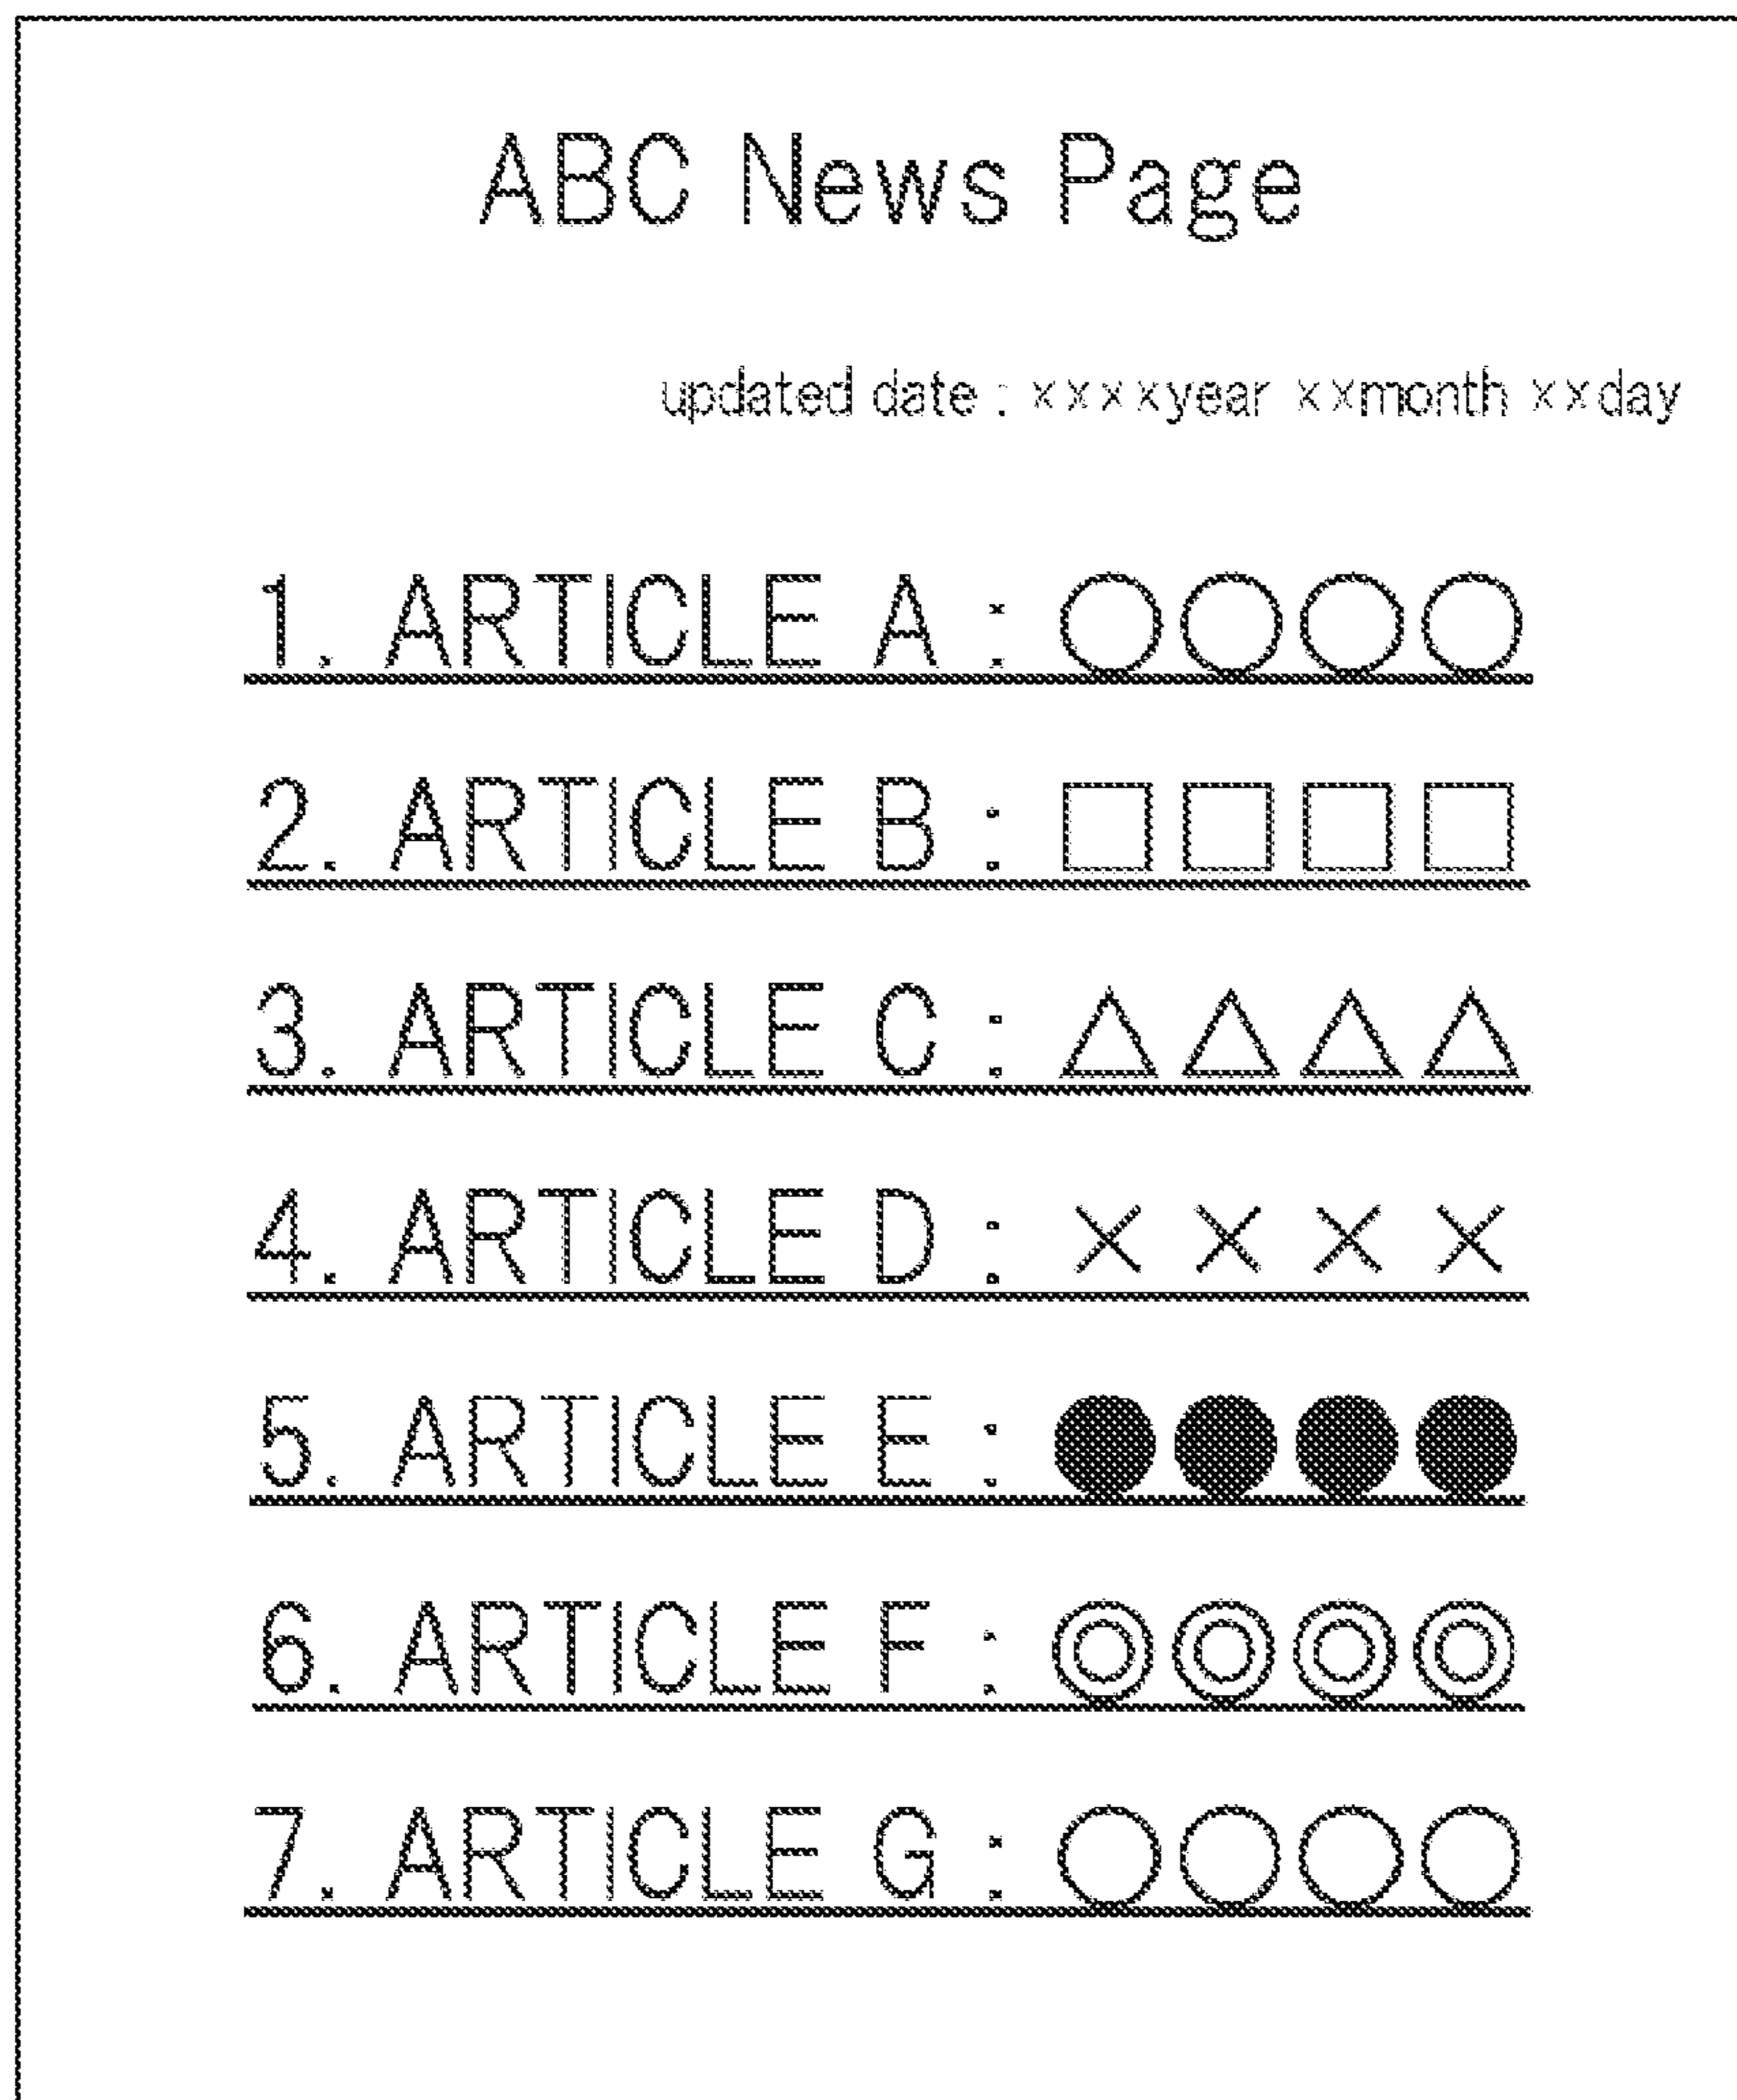 ABC News Page
updated date : ××××year ××month ××day
1. ARTICLE A : ○○○○
2. ARTICLE B : □□□□
3. ARTICLE C : △△△△
4. ARTICLE D : ××××
5. ARTICLE E : ●●●●
6. ARTICLE F : ◎◎◎◎
7. ARTICLE G : ○○○○